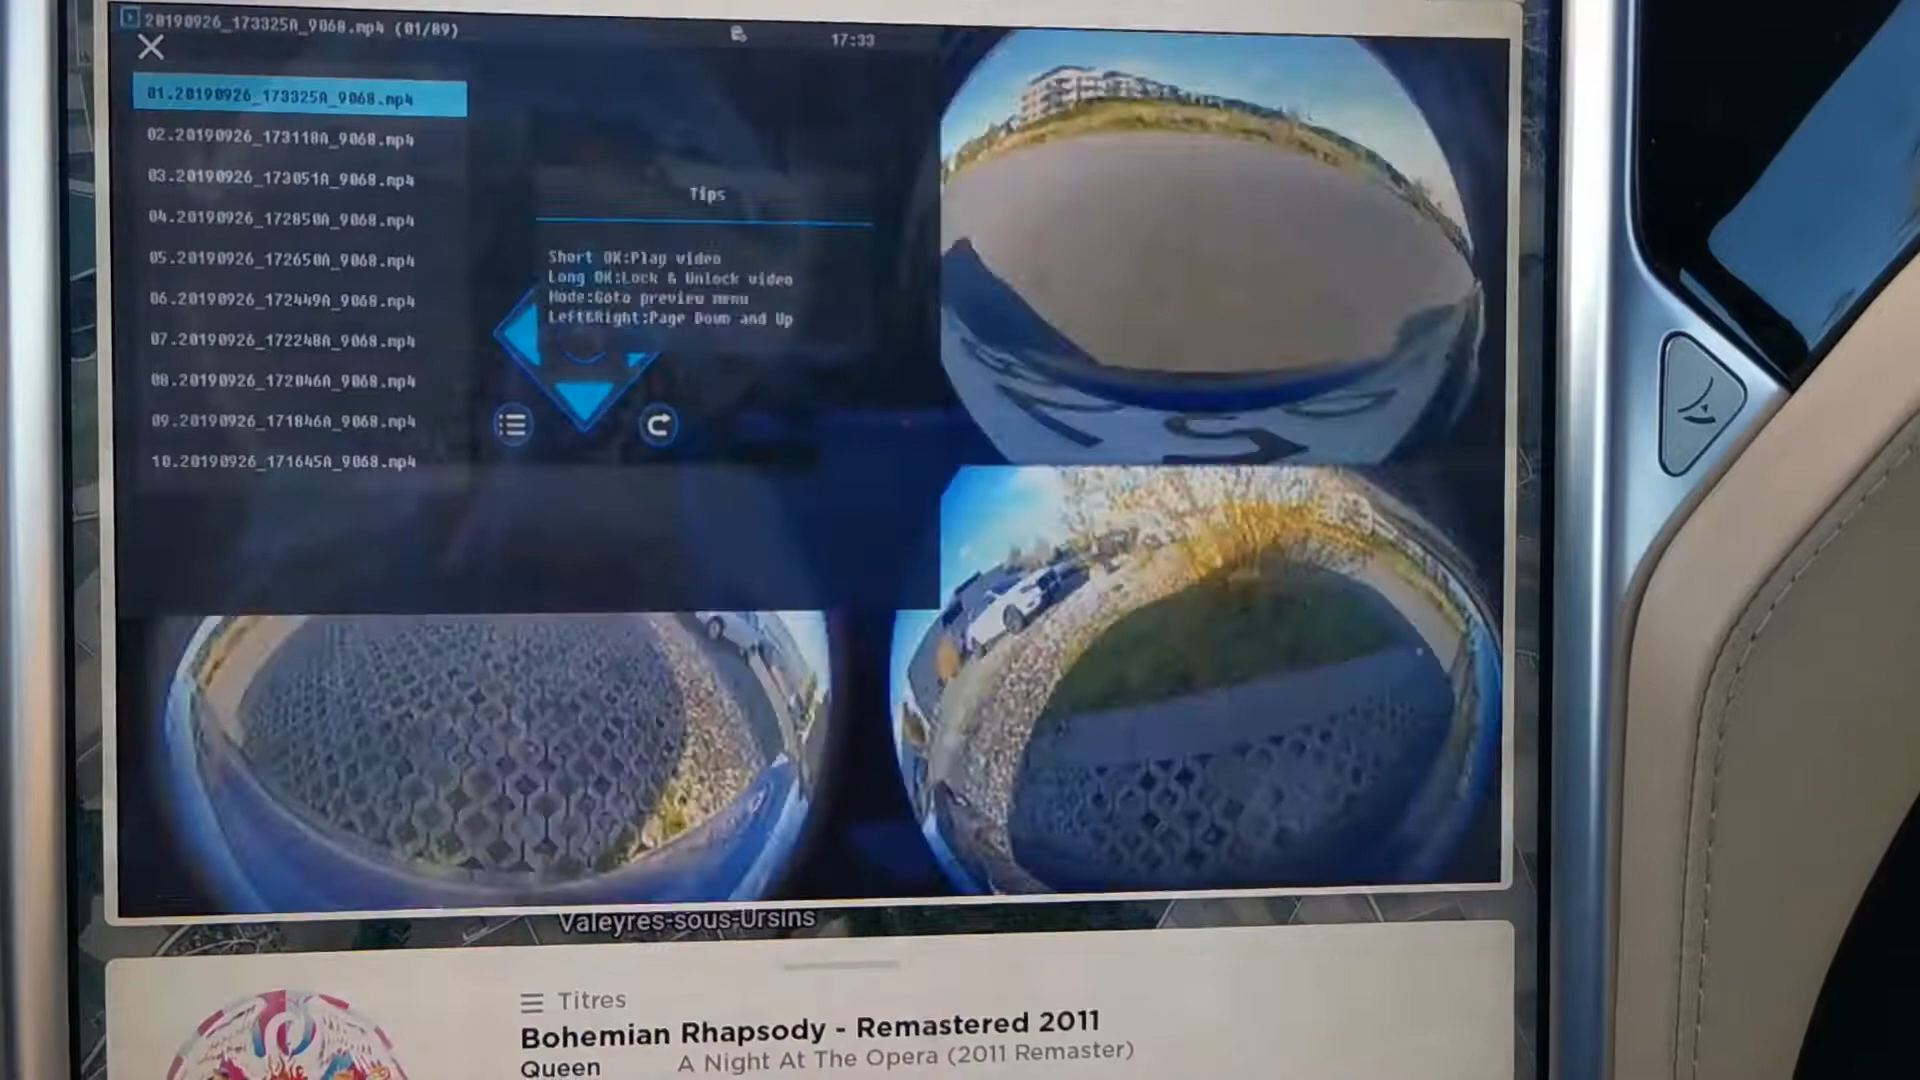 20190926_173325A_9068.mp4 (01/89)
17:33
01.20190926_173325A_9068.mp4
02.20190926_173118A_9068.mp4
03.20190926_173051A_9068.mp4
04.20190926_172850A_9068.mp4
05.20190926_172650A_9068.mp4
06.20190926_172449A_9068.mp4
07.20190926_172248A_9068.mp4
08.20190926_172046A_9068.mp4
09.20190926_171846A_9068.mp4
10.20190926_171645A_9068.mp4
Tips
Short OK:Play video
Long OK:Lock & Unlock video
Mode:Goto preview menu
Left&Right:Page Down and Up
Valeyres-sous-Ursins
Titres
Bohemian Rhapsody - Remastered 2011
Queen A Night At The Opera (2011 Remaster)